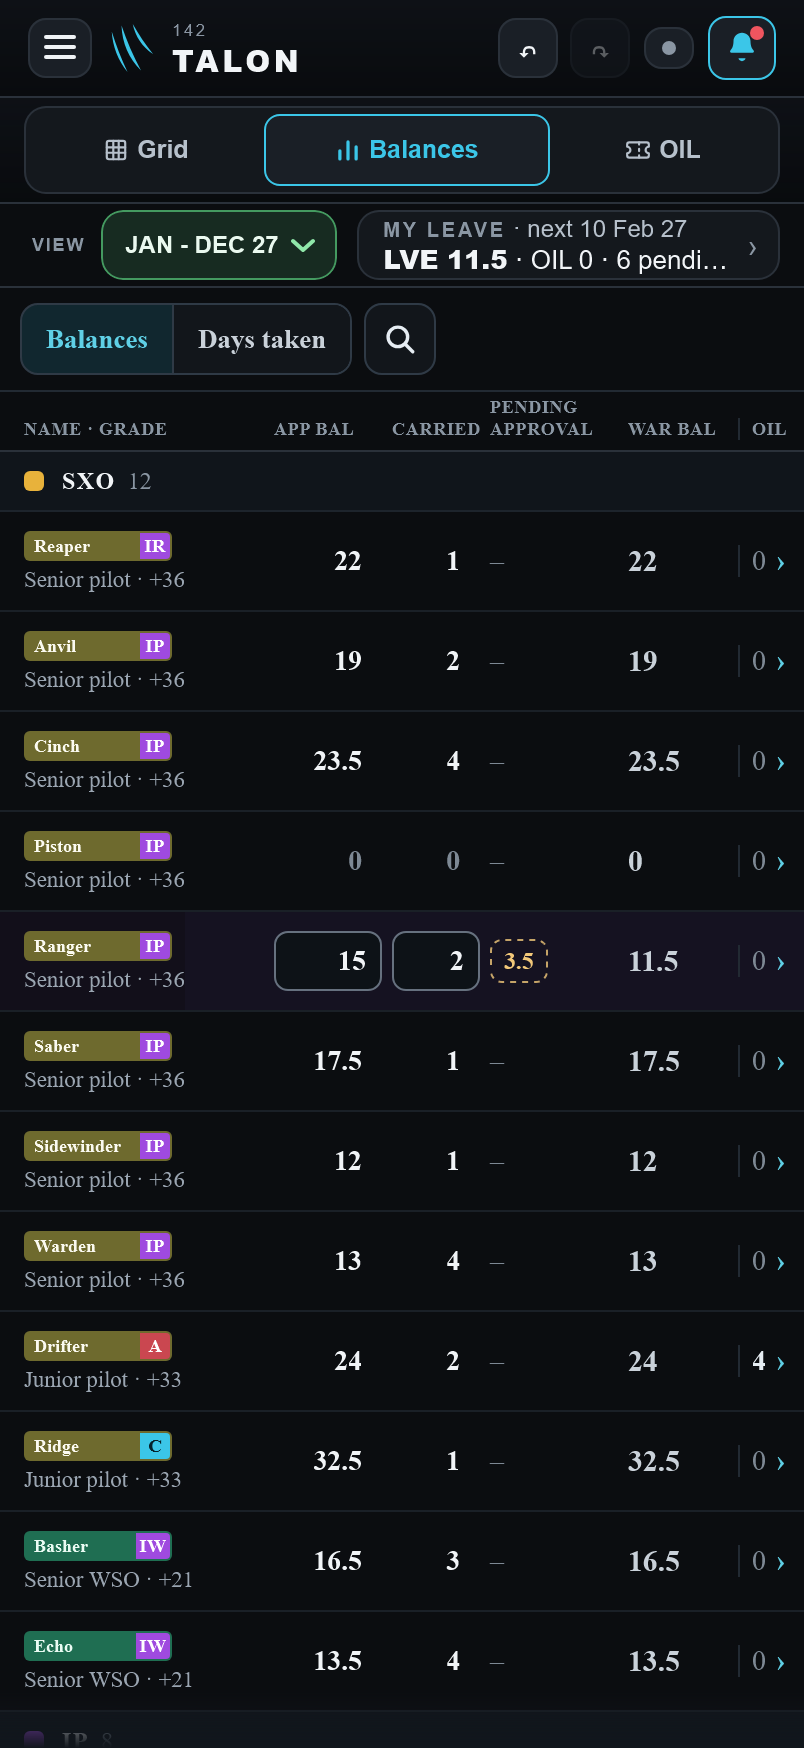 142
TALON
Grid
Balances
OIL
VIEW
JAN - DEC 27
MY LEAVE · next 10 Feb 27
LVE 11.5 · OIL 0 · 6 pendi…
Balances
Days taken
NAME · GRADE APP BAL CARRIED PENDING APPROVAL WAR BAL OIL
SXO 12
Reaper IR
Senior pilot · +36
22 1 – 22 0 ›
Anvil IP
Senior pilot · +36
19 2 – 19 0 ›
Cinch IP
Senior pilot · +36
23.5 4 – 23.5 0 ›
Piston IP
Senior pilot · +36
0 0 – 0 0 ›
Ranger IP
Senior pilot · +36
15 2 3.5 11.5 0 ›
Saber IP
Senior pilot · +36
17.5 1 – 17.5 0 ›
Sidewinder IP
Senior pilot · +36
12 1 – 12 0 ›
Warden IP
Senior pilot · +36
13 4 – 13 0 ›
Drifter A
Junior pilot · +33
24 2 – 24 4 ›
Ridge C
Junior pilot · +33
32.5 1 – 32.5 0 ›
Basher IW
Senior WSO · +21
16.5 3 – 16.5 0 ›
Echo IW
Senior WSO · +21
13.5 4 – 13.5 0 ›
IP 8